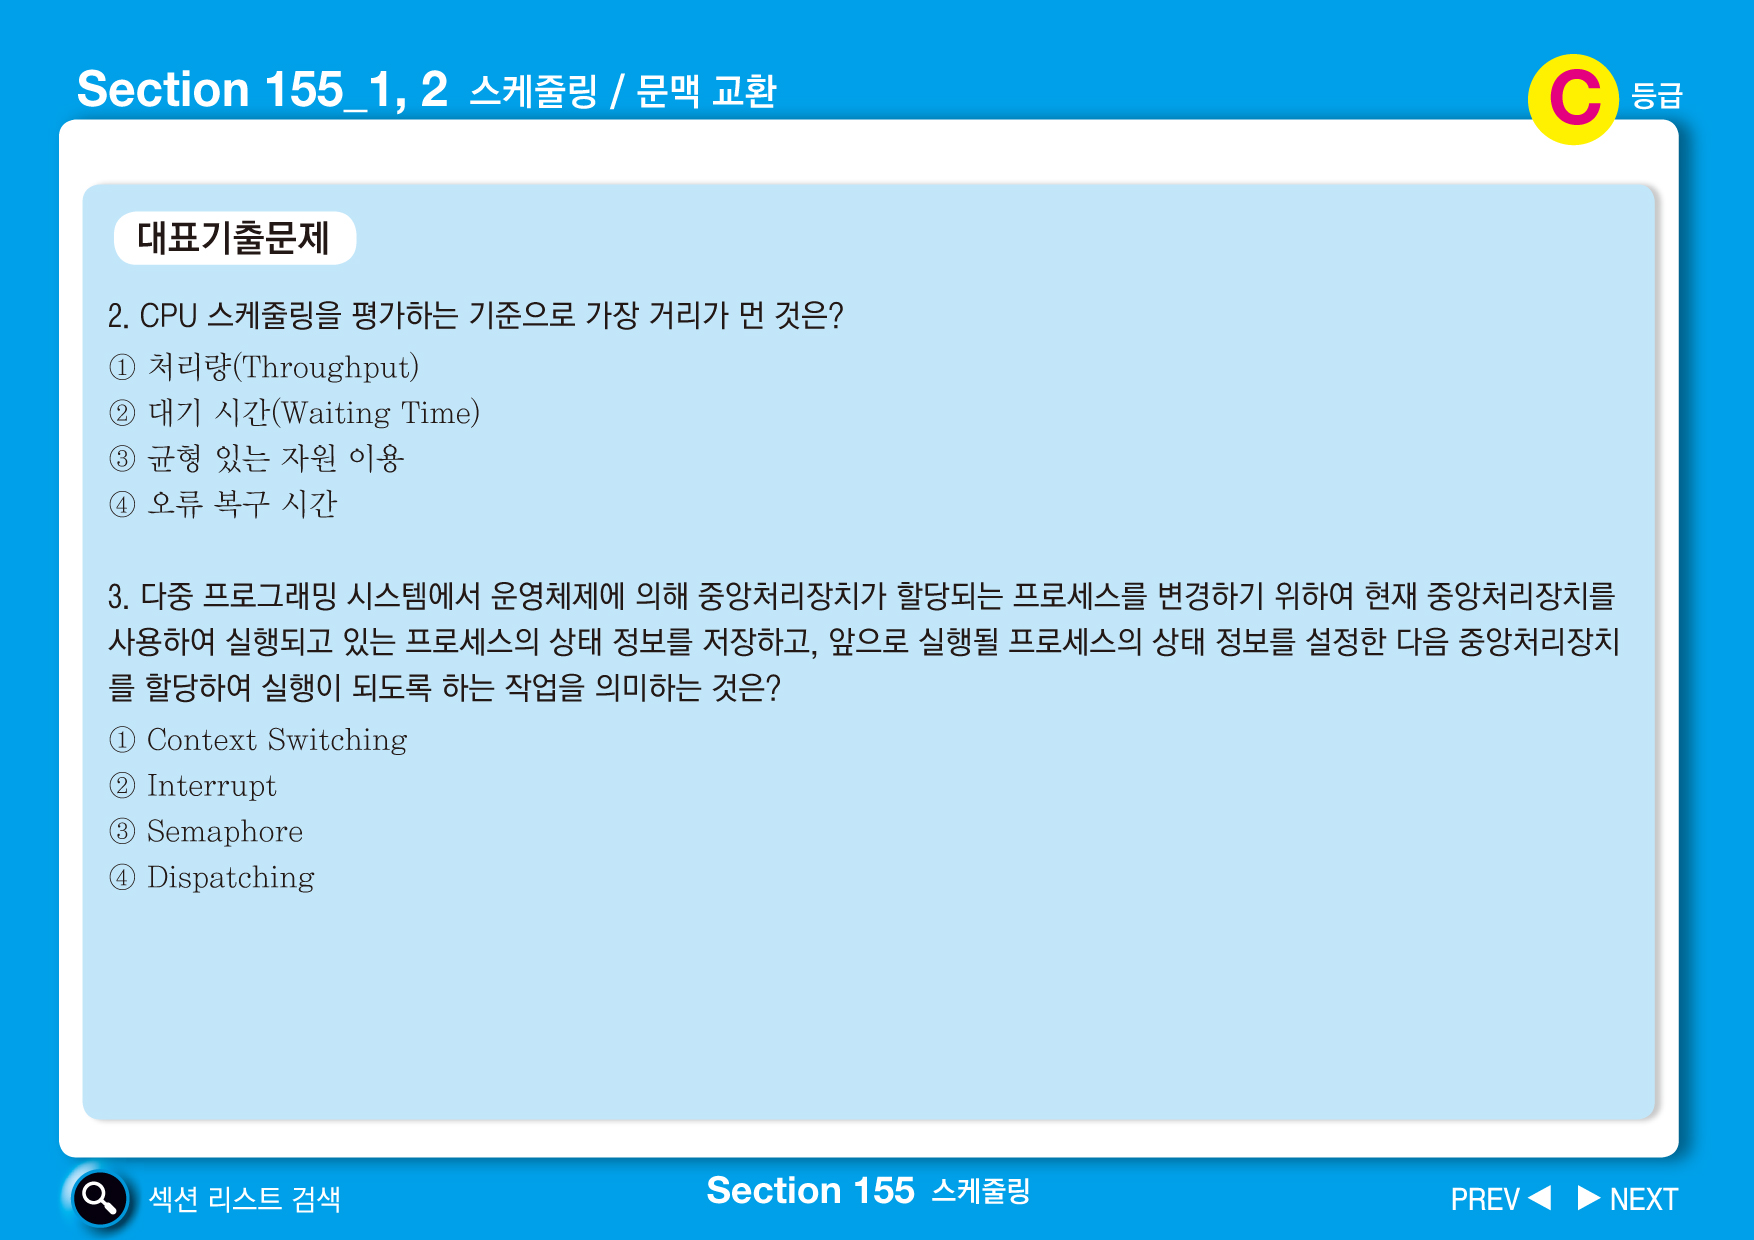 Section 155_1, 2 스케줄링 / 문맥 교환
C 등급
대표기출문제
2. CPU 스케줄링을 평가하는 기준으로 가장 거리가 먼 것은?
① 처리량(Throughput)
② 대기 시간(Waiting Time)
③ 균형 있는 자원 이용
④ 오류 복구 시간
3. 다중 프로그래밍 시스템에서 운영체제에 의해 중앙처리장치가 할당되는 프로세스를 변경하기 위하여 현재 중앙처리장치를
사용하여 실행되고 있는 프로세스의 상태 정보를 저장하고, 앞으로 실행될 프로세스의 상태 정보를 설정한 다음 중앙처리장치
를 할당하여 실행이 되도록 하는 작업을 의미하는 것은?
① Context Switching
② Interrupt
③ Semaphore
④ Dispatching
섹션 리스트 검색
Section 155 스케줄링
PREV ◀ ▶ NEXT